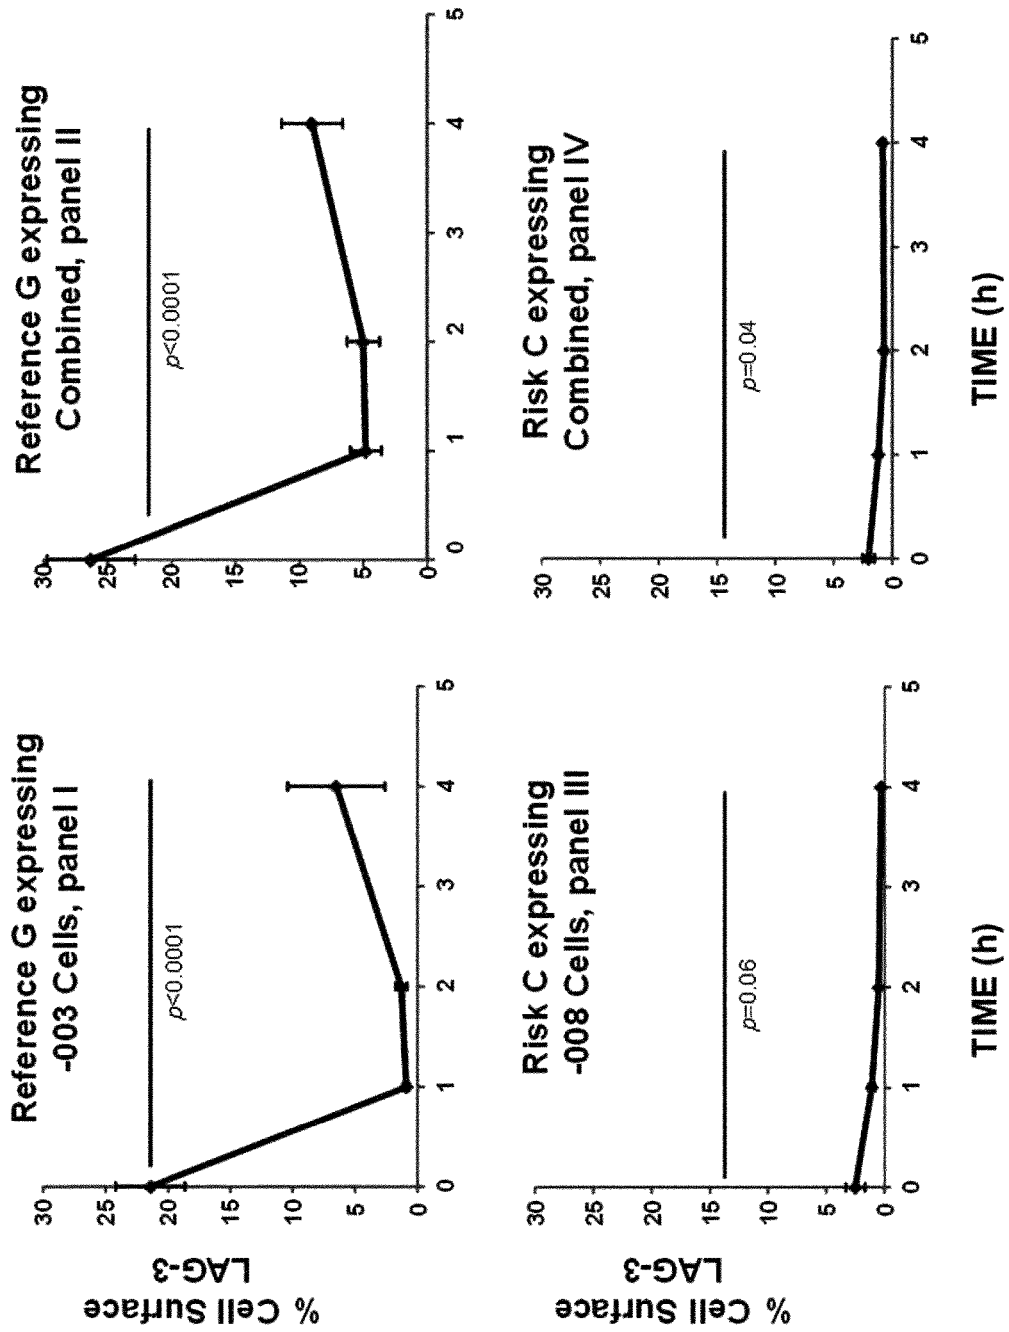 Reference G expressing
-003 Cells, panel I
% Cell Surface
LAG-3
30
25
20
15
10
5
0
p<0.0001
0
1
2
3
4
5
Reference G expressing
Combined, panel II
30
25
20
15
10
5
0
p<0.0001
0
1
2
3
4
5
Risk C expressing
-008 Cells, panel III
% Cell Surface
LAG-3
30
25
20
15
10
5
0
p=0.06
0
1
2
3
4
5
TIME (h)
Risk C expressing
Combined, panel IV
30
25
20
15
10
5
0
p=0.04
0
1
2
3
4
5
TIME (h)